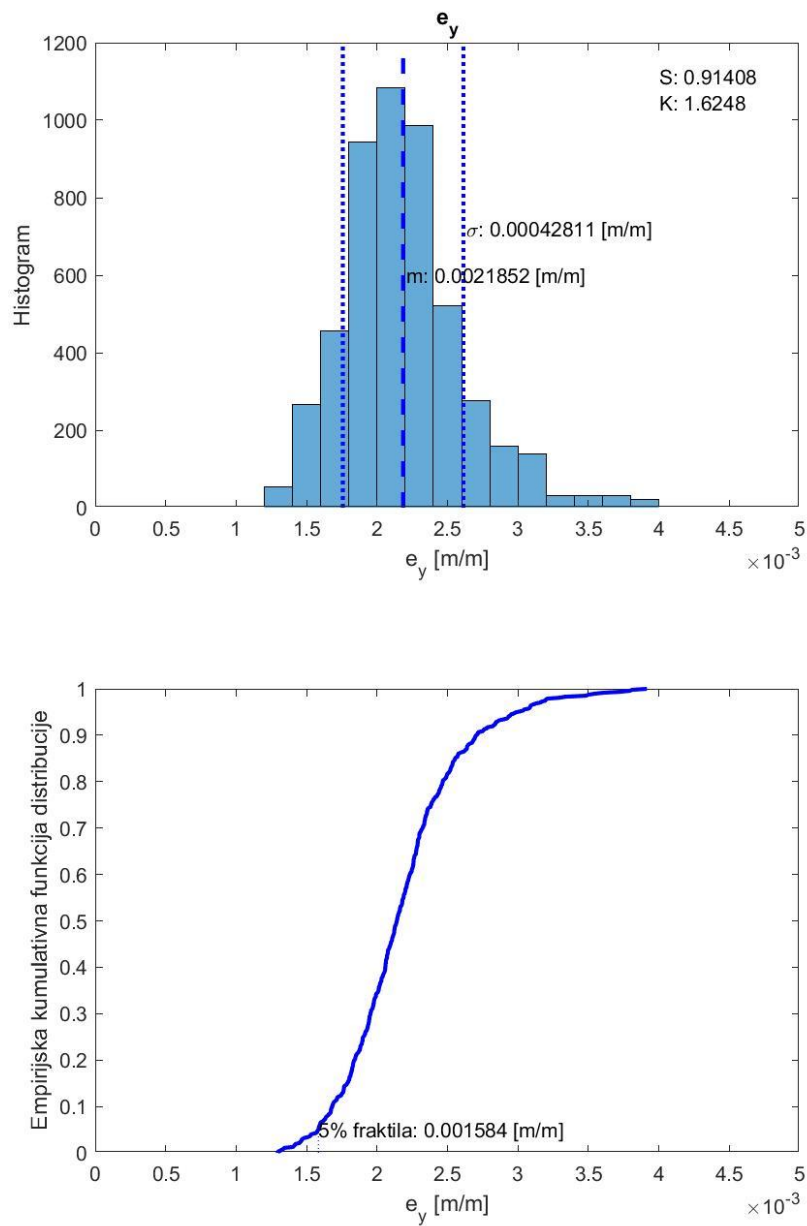 e_y
1200
1000
800
600
400
200
0
Histogram
S: 0.91408
K: 1.6248
σ: 0.00042811 [m/m]
m: 0.0021852 [m/m]
0 0.5 1 1.5 2 2.5 3 3.5 4 4.5 5
e_y [m/m]
×10^-3
1
0.9
0.8
0.7
0.6
0.5
0.4
0.3
0.2
0.1
0
Empirijska kumulativna funkcija distribucije
5% fraktila: 0.001584 [m/m]
0 0.5 1 1.5 2 2.5 3 3.5 4 4.5 5
e_y [m/m]
×10^-3